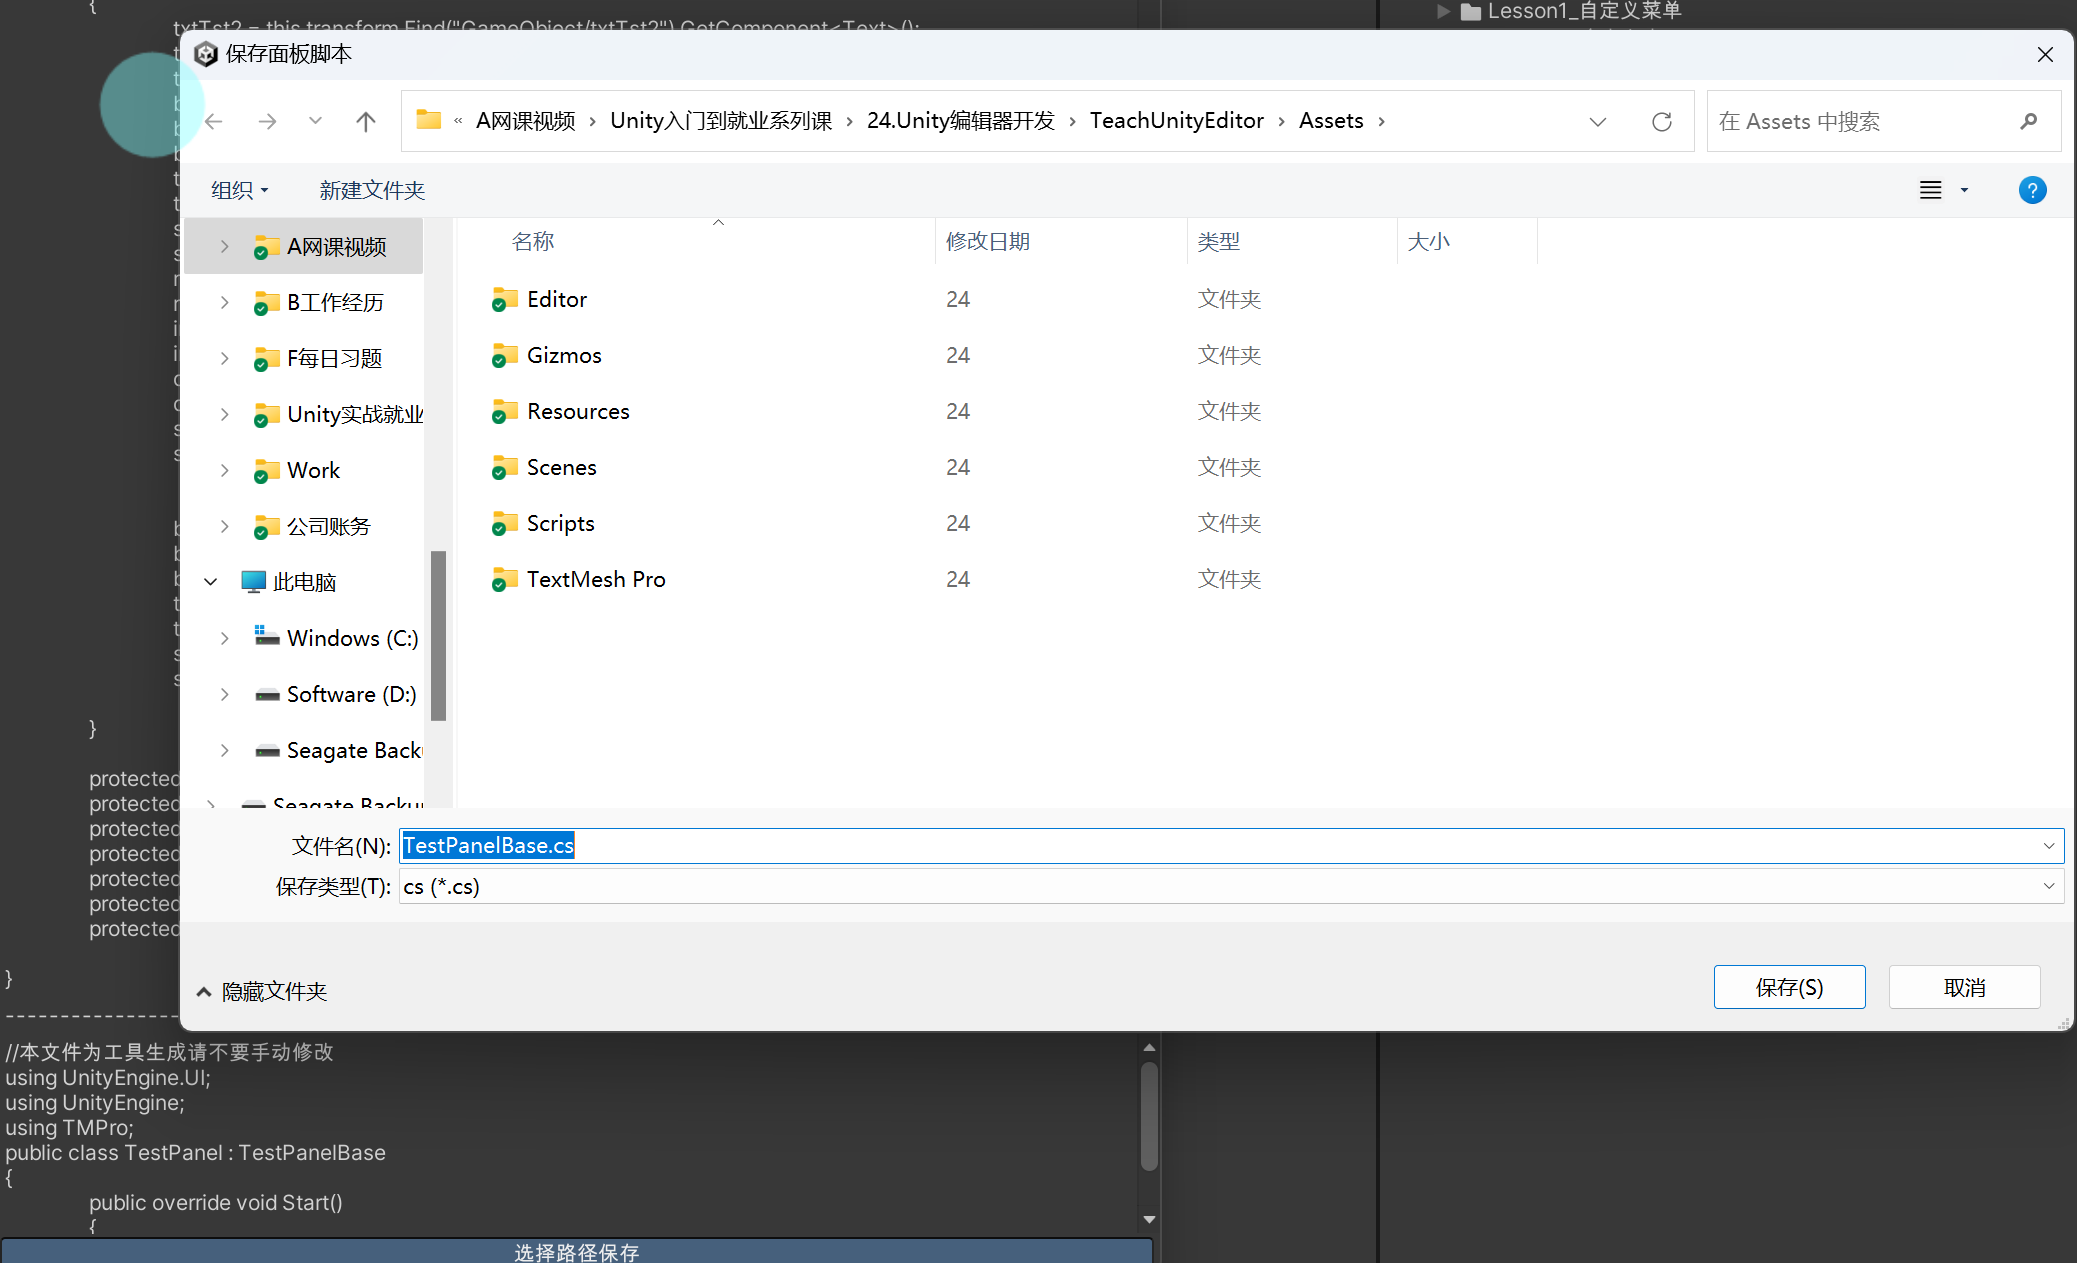 {
txtTst2 = this.transform.Find("GameObject/txtTst2").GetComponent<Text>();
Lesson1_自定义菜单
保存面板脚本
« A网课视频 › Unity入门到就业系列课 › 24.Unity编辑器开发 › TeachUnityEditor › Assets ›
在 Assets 中搜索
组织
新建文件夹
?
A网课视频
B工作经历
F每日习题
Unity实战就业
Work
公司账务
此电脑
Windows (C:)
Software (D:)
Seagate Back
Seagate Backu
名称 修改日期 类型 大小
Editor 24 文件夹
Gizmos 24 文件夹
Resources 24 文件夹
Scenes 24 文件夹
Scripts 24 文件夹
TextMesh Pro 24 文件夹
文件名(N): TestPanelBase.cs
保存类型(T): cs (*.cs)
隐藏文件夹
保存(S)
取消
}
protected
protected
protected
protected
protected
protected
protected
}
----------------
//本文件为工具生成请不要手动修改
using UnityEngine.UI;
using UnityEngine;
using TMPro;
public class TestPanel : TestPanelBase
{
public override void Start()
{
选择路径保存